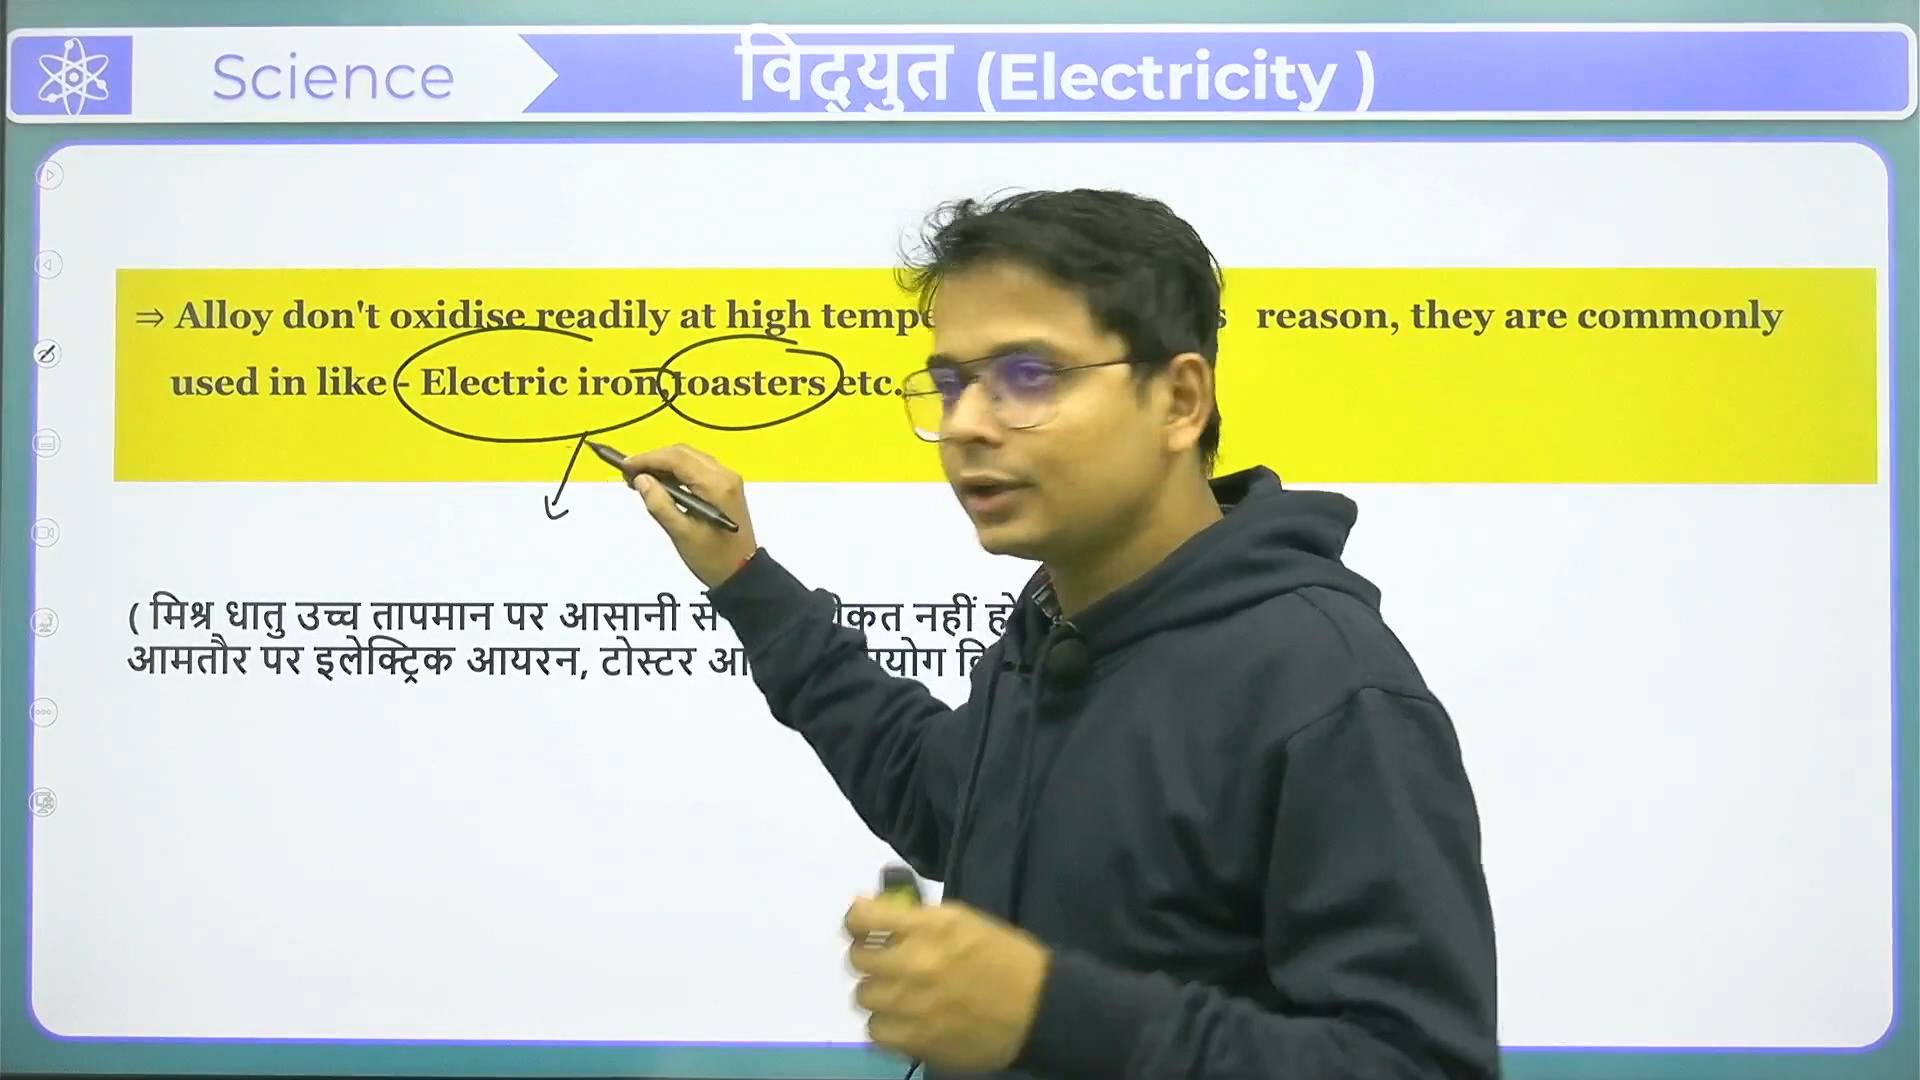 Science
विद्युत (Electricity )
⇒ Alloy don't oxidise readily at high reason, they are commonly
used in like - Electric iron, toasters etc.
( मिश्र धातु उच्च तापमान पर आसानी से नहीं
आमतौर पर इलेक्ट्रिक आयरन, टोस्टर